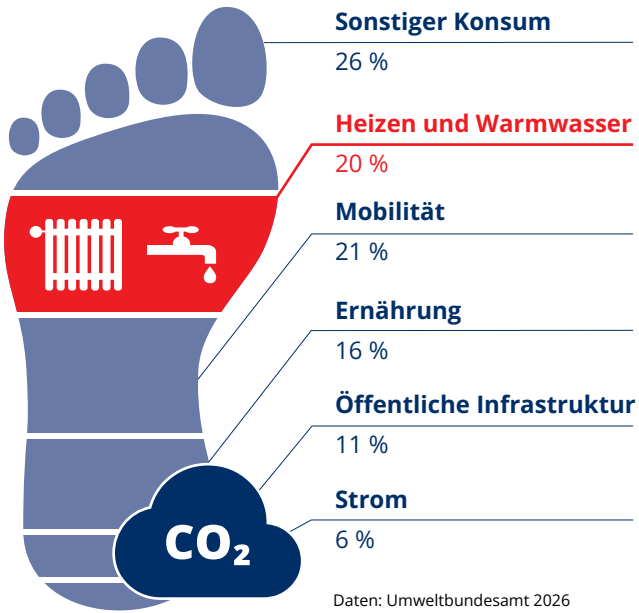 Sonstiger Konsum
26 %
Heizen und Warmwasser
20 %
Mobilität
21 %
Ernährung
16 %
Öffentliche Infrastruktur
11 %
Strom
6 %
CO₂
Daten: Umweltbundesamt 2026